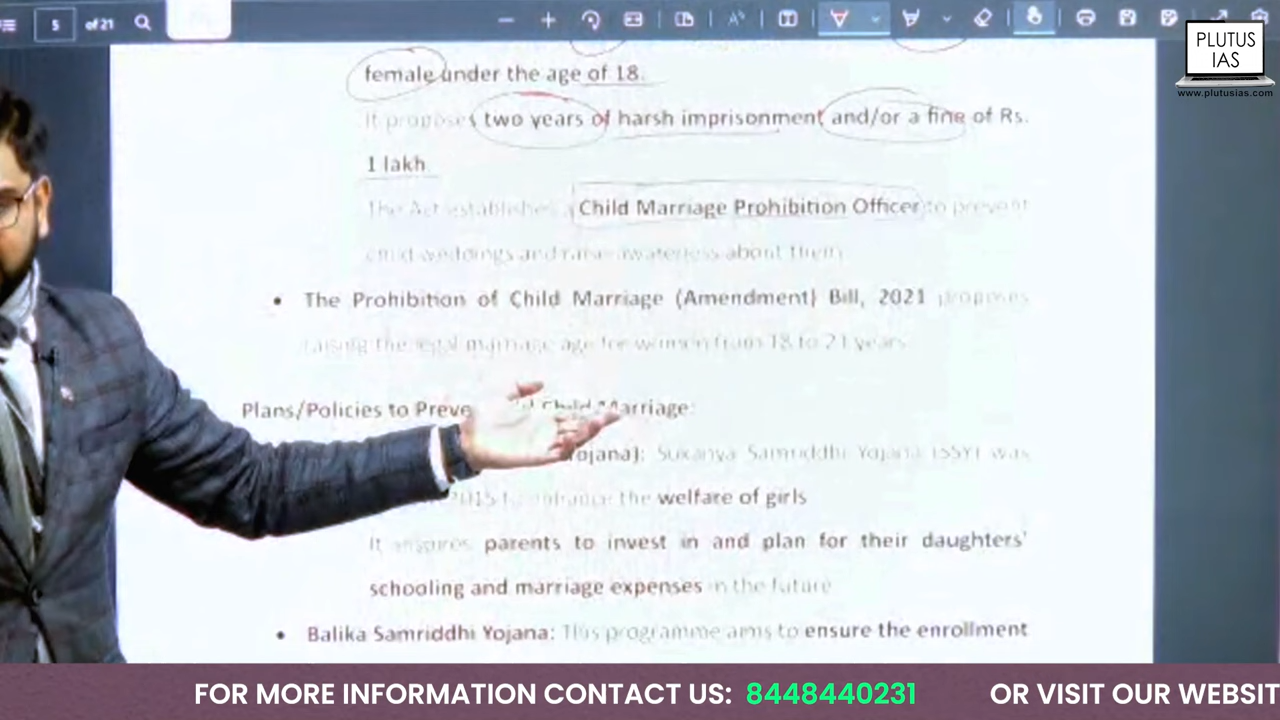 5 of 21
PLUTUS
IAS
www.plutusias.com
female under the age of 18.
It proposes two years of harsh imprisonment and/or a fine of Rs.
1 lakh
The Act establishes a Child Marriage Prohibition Officer to prevent
child weddings and raise awareness about them
• The Prohibition of Child Marriage (Amendment) Bill, 2021 proposes
raising the legal marriage age for women from 18 to 21 years
Plans/Policies to Child Marriage:
Sukanya Samriddhi Yojana (SSY) was
2015 to enhance the welfare of girls
It inspires parents to invest in and plan for their daughters'
schooling and marriage expenses in the future
• Balika Samriddhi Yojana: This programme aims to ensure the enrollment
FOR MORE INFORMATION CONTACT US: 8448440231 OR VISIT OUR WEBSIT